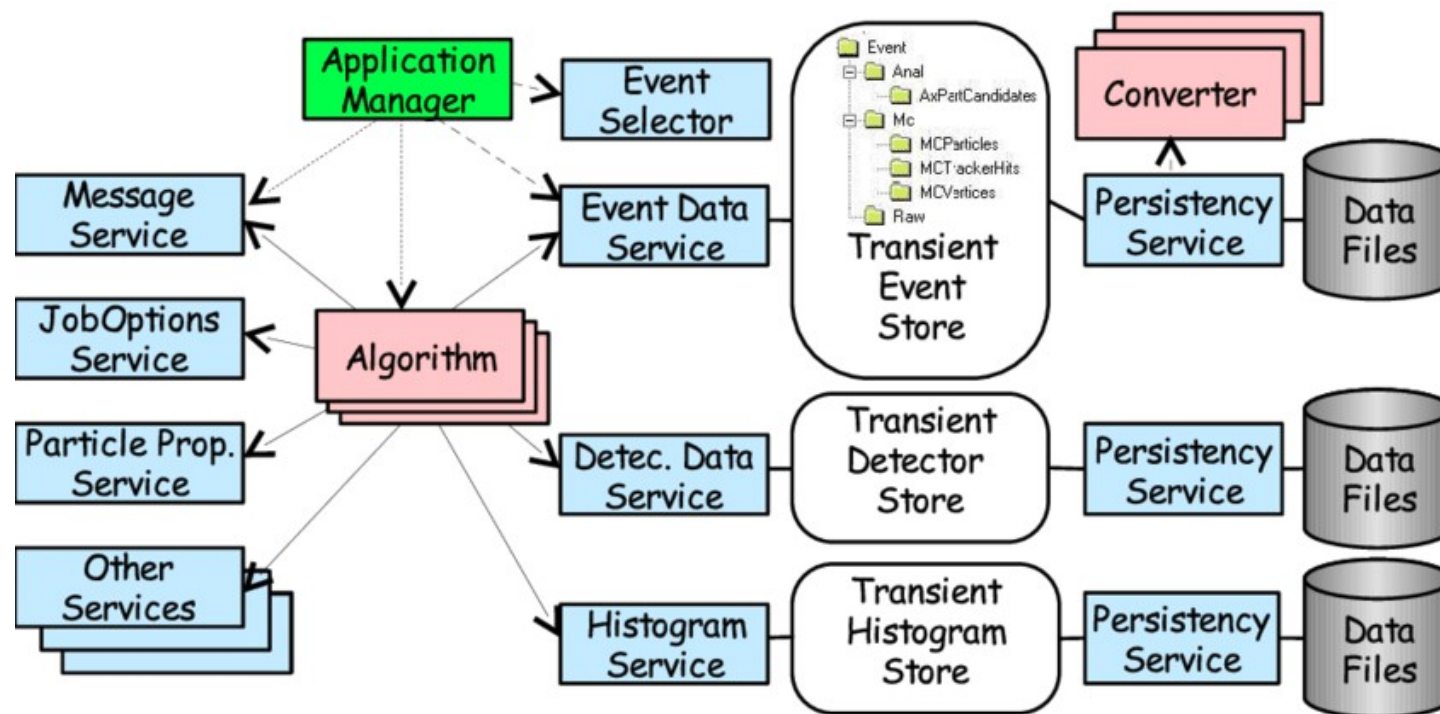 Application
Manager
Event
Selector
Event
Anal
AxPartCandidates
Mc
MCParticles
MCTrackerHits
MCVertices
Raw
Transient
Event
Store
Converter
Message
Service
Event Data
Service
Persistency
Service
Data
Files
JobOptions
Service
Algorithm
Particle Prop.
Service
Detec. Data
Service
Transient
Detector
Store
Persistency
Service
Data
Files
Other
Services
Histogram
Service
Transient
Histogram
Store
Persistency
Service
Data
Files